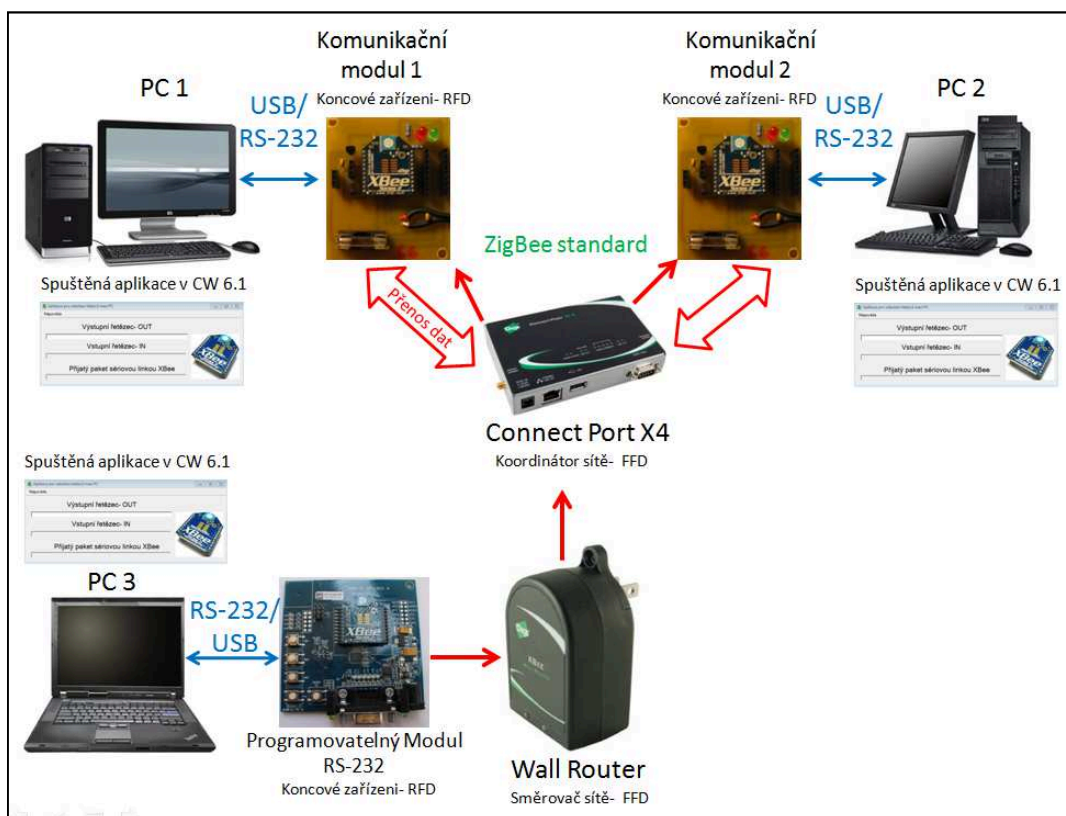 Komunikační
modul 1
Koncové zařízeni- RFD
Komunikační
modul 2
Koncové zařízeni- RFD
PC 1
USB/
RS-232
USB/
RS-232
PC 2
XBee
XBee
ZigBee standard
Spuštěná aplikace v CW 6.1
Výstupní řetězec- OUT
Vstupní řetězec- IN
Přijatý paket sériovou linkou XBee
Přenos dat
Spuštěná aplikace v CW 6.1
Výstupní řetězec- OUT
Vstupní řetězec- IN
Přijatý paket sériovou linkou XBee
Connect Port X4
Koordinátor sítě- FFD
Spuštěná aplikace v CW 6.1
Výstupní řetězec- OUT
Vstupní řetězec- IN
Přijatý paket sériovou linkou XBee
PC 3
RS-232/
USB
XBee
XBee
Programovatelný Modul
RS-232
Koncové zařízeni- RFD
Wall Router
Směrovač sítě- FFD